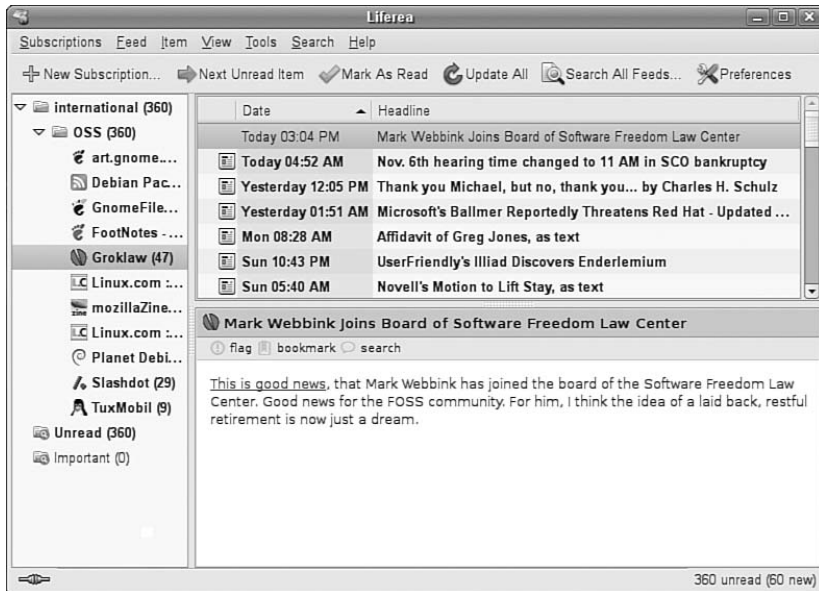 Liferea
Subscriptions Feed Item View Tools Search Help
New Subscription... Next Unread Item Mark As Read Update All Search All Feeds... Preferences
international (360)
OSS (360)
art.gnome....
Debian Pac...
GnomeFile...
FootNotes - ...
Groklaw (47)
Linux.com :...
mozillaZine...
Linux.com :...
Planet Debi...
Slashdot (29)
TuxMobil (9)
Unread (360)
Important (0)
Date Headline
Today 03:04 PM Mark Webbink Joins Board of Software Freedom Law Center
Today 04:52 AM Nov. 6th hearing time changed to 11 AM in SCO bankruptcy
Yesterday 12:05 PM Thank you Michael, but no, thank you... by Charles H. Schulz
Yesterday 01:51 AM Microsoft's Ballmer Reportedly Threatens Red Hat - Updated ...
Mon 08:28 AM Affidavit of Greg Jones, as text
Sun 10:43 PM UserFriendly's Illiad Discovers Enderlemium
Sun 05:40 AM Novell's Motion to Lift Stay, as text
Mark Webbink Joins Board of Software Freedom Law Center
flag bookmark search
This is good news, that Mark Webbink has joined the board of the Software Freedom Law
Center. Good news for the FOSS community. For him, I think the idea of a laid back, restful
retirement is now just a dream.
360 unread (60 new)